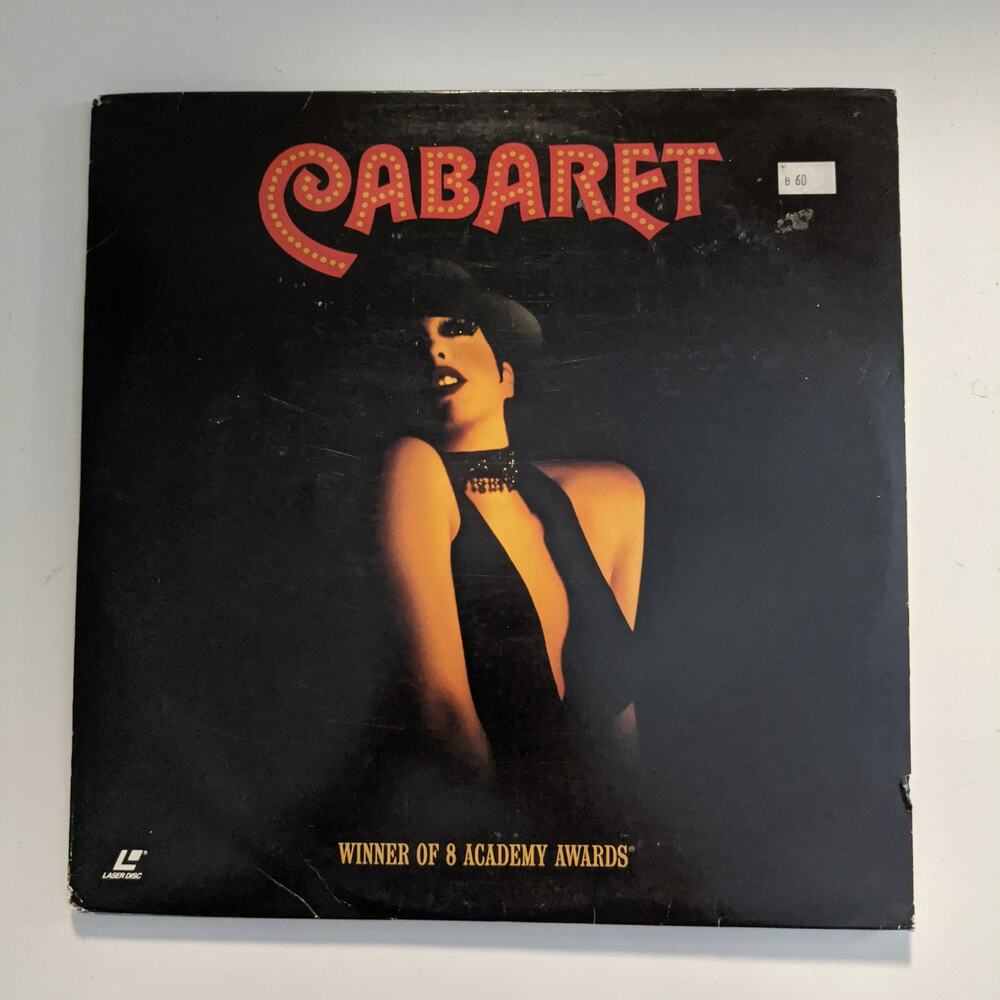 CABARET
B 60
WINNER OF 8 ACADEMY AWARDS®
L®
LASER DISC